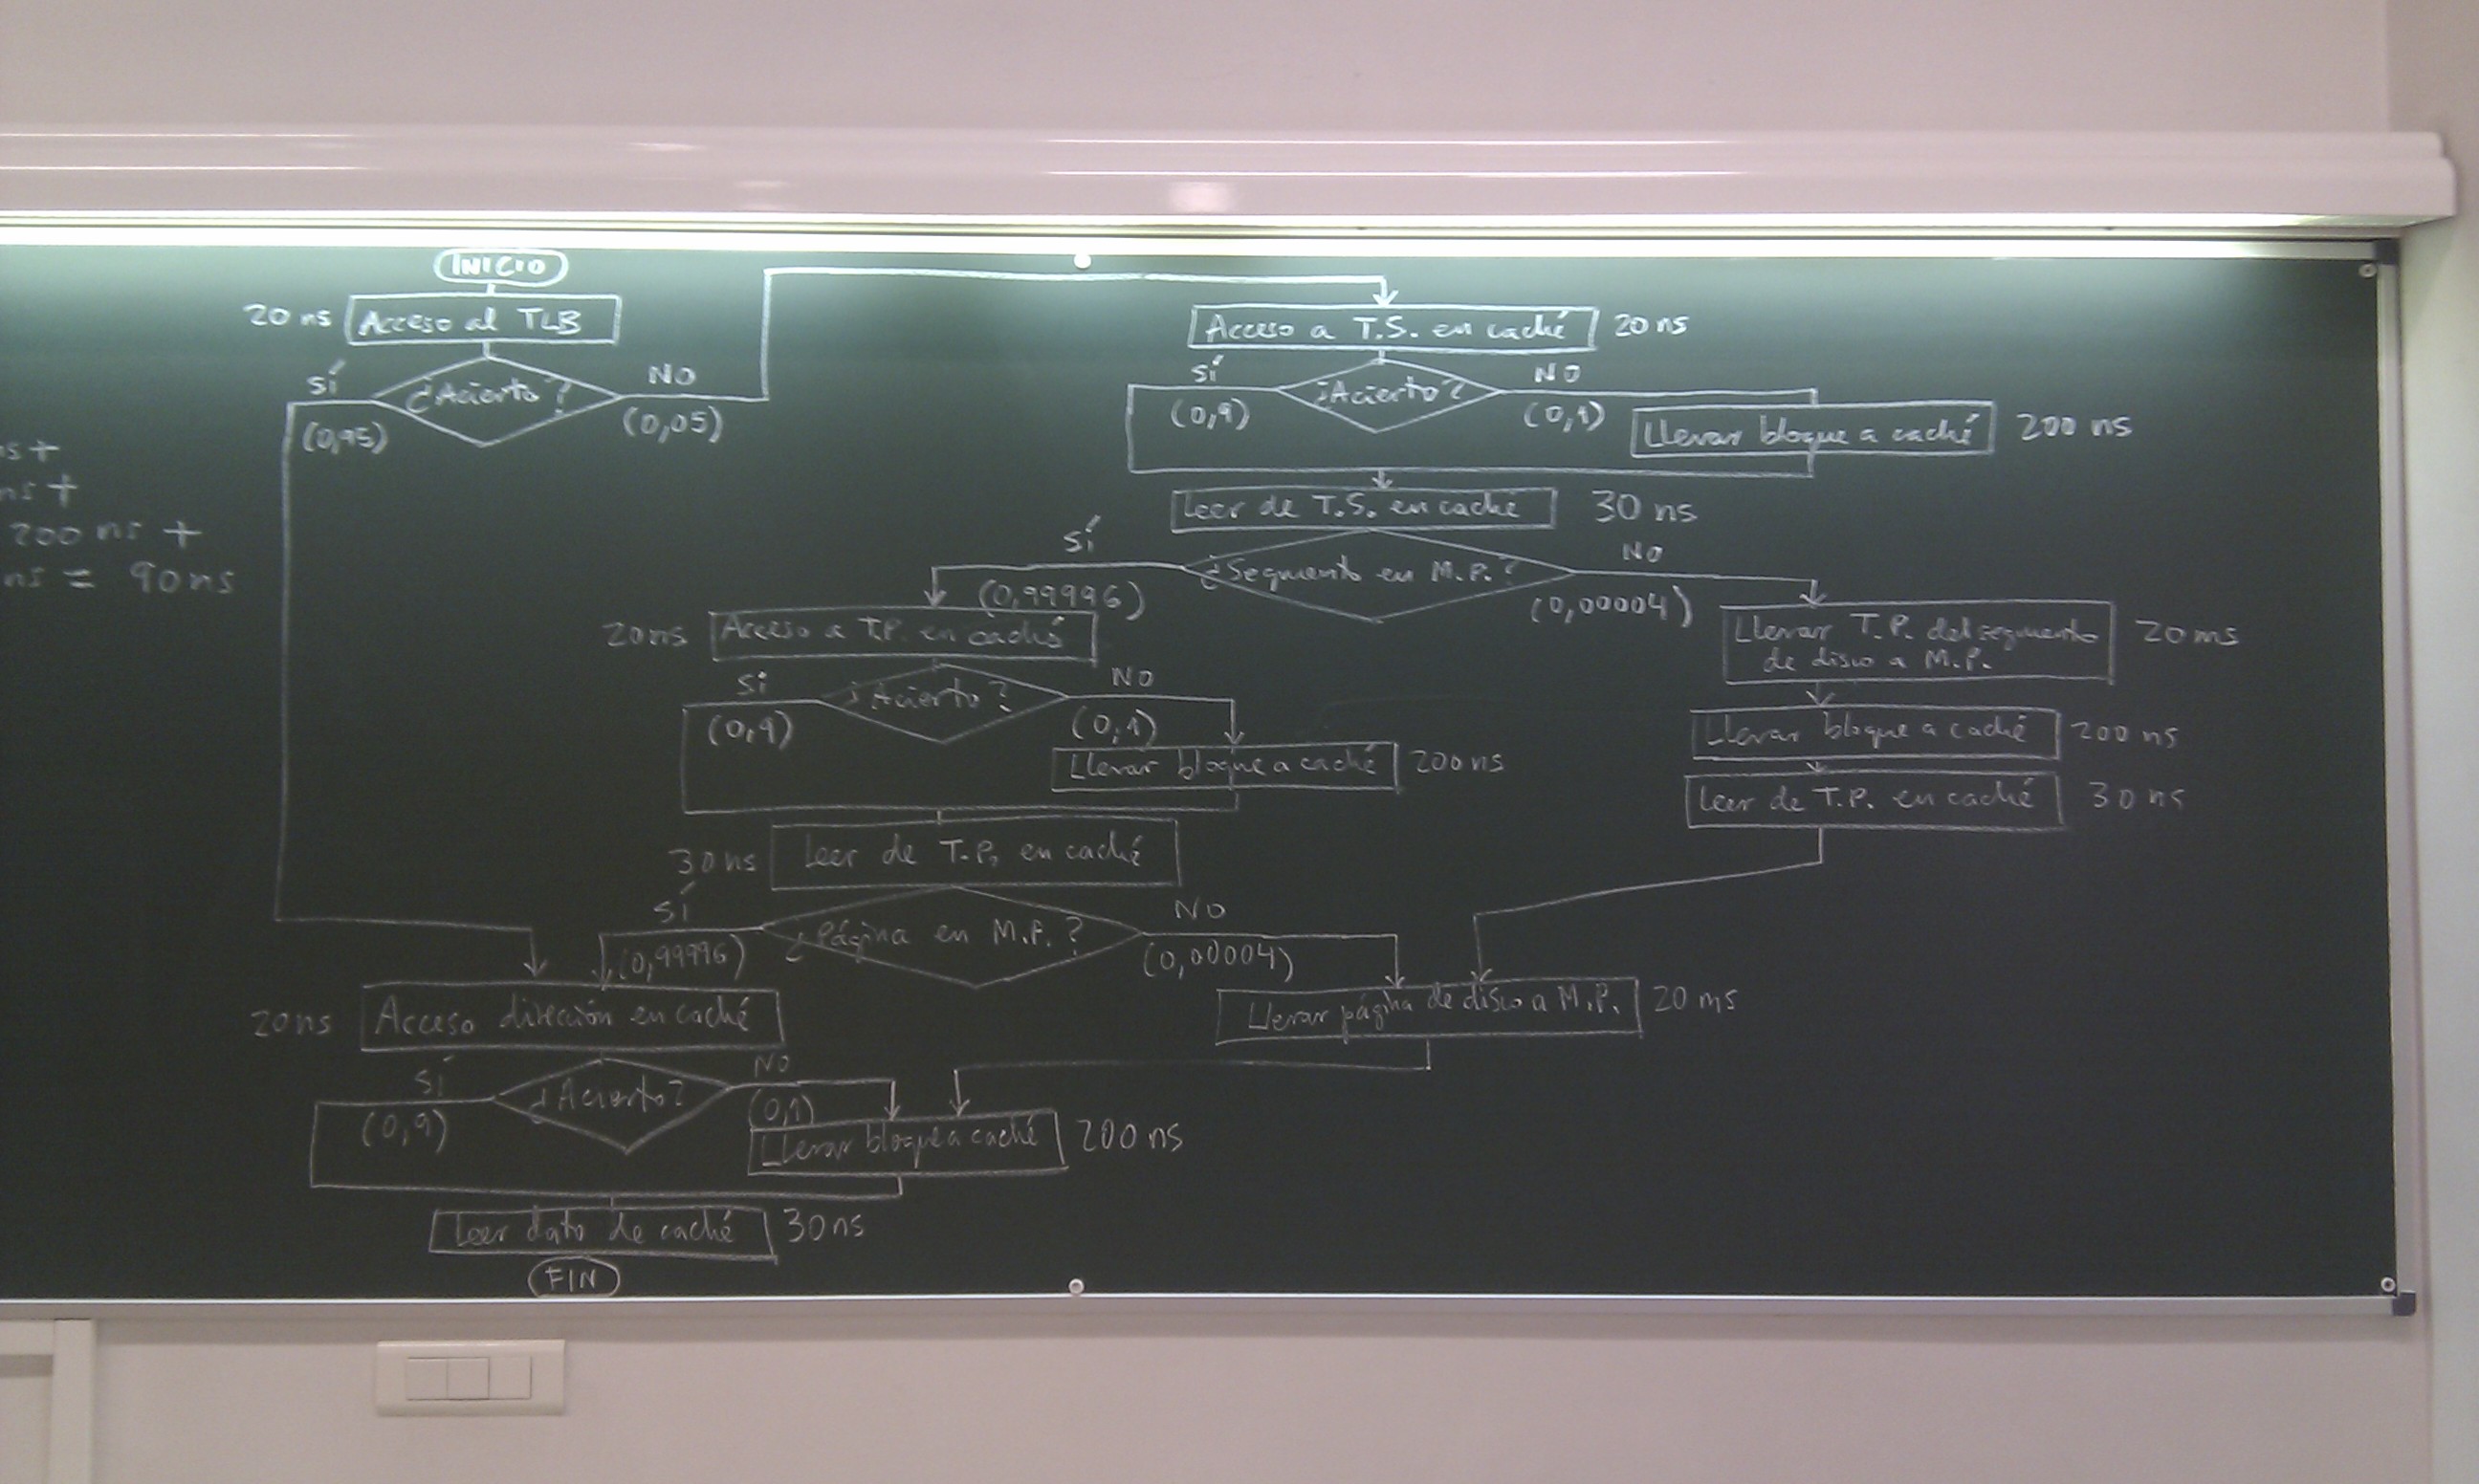 INICIO
20 ns Acceso al TLB
¿Acierto?
SÍ
(0,95)
NO
(0,05)
ns +
ns +
200 ns +
ns = 90 ns
Acceso a T.S. en caché 20 ns
¿Acierto?
SÍ
(0,9)
NO
(0,1)
Llevar bloque a caché 200 ns
Leer de T.S. en caché 30 ns
¿Segmento en M.P.?
SÍ
(0,99996)
NO
(0,00004)
20 ns Acceso a T.P. en caché
¿Acierto?
SÍ
(0,9)
NO
(0,1)
Llevar bloque a caché 200 ns
Llevar T.P. del segmento
de disco a M.P.
20 ms
Llevar bloque a caché 200 ns
Leer de T.P. en caché 30 ns
30 ns Leer de T.P. en caché
¿Página en M.P.?
SÍ
(0,99996)
NO
(0,00004)
Llevar página de disco a M.P. 20 ms
20 ns Acceso dirección en caché
¿Acierto?
SÍ
(0,9)
NO
(0,1)
Llevar bloque a caché 200 ns
Leer dato de caché 30 ns
FIN